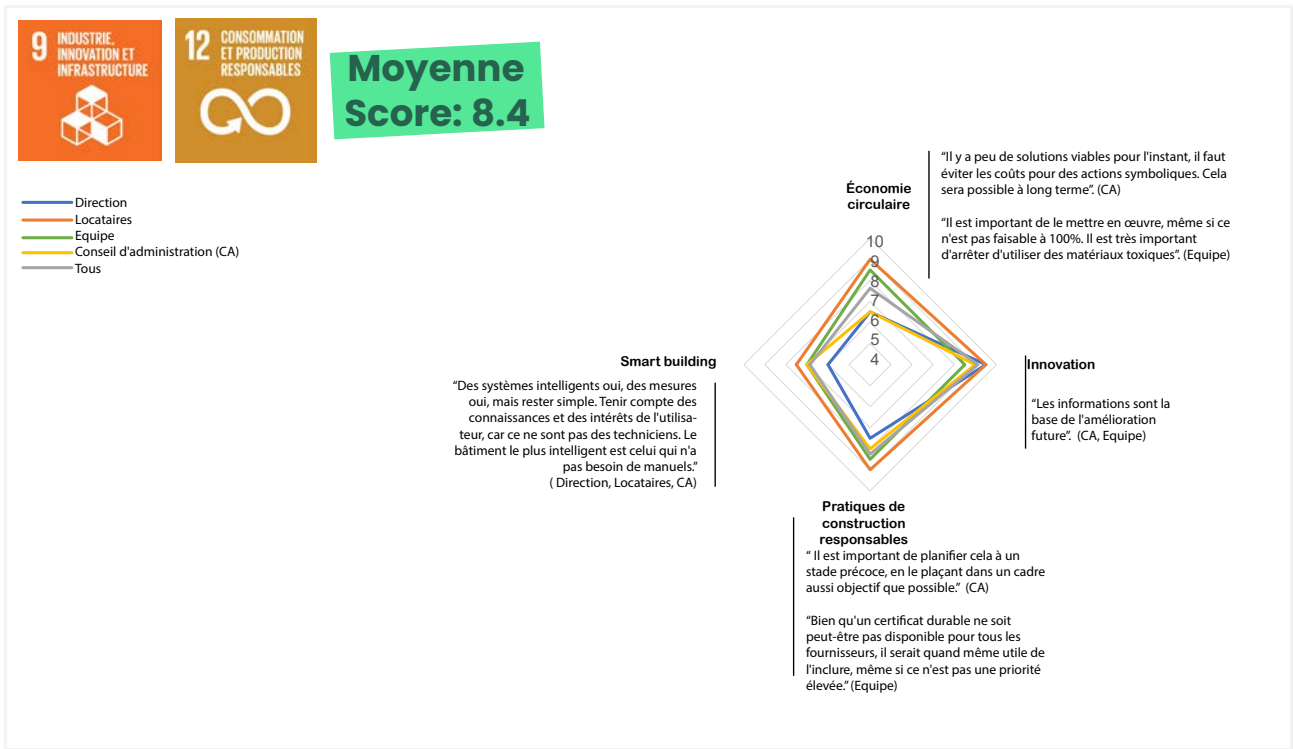 9 INDUSTRIE,
INNOVATION ET
INFRASTRUCTURE
12 CONSOMMATION
ET PRODUCTION
RESPONSABLES
Moyenne
Score: 8.4
Direction
Locataires
Equipe
Conseil d'administration (CA)
Tous
Économie
circulaire
“Il y a peu de solutions viables pour l'instant, il faut
éviter les coûts pour des actions symboliques. Cela
sera possible à long terme”. (CA)
“Il est important de le mettre en œuvre, même si ce
n'est pas faisable à 100%. Il est très important
d'arrêter d'utiliser des matériaux toxiques”. (Equipe)
10
9
8
7
6
5
4
Smart building
“Des systèmes intelligents oui, des mesures
oui, mais rester simple. Tenir compte des
connaissances et des intérêts de l'utilisa-
teur, car ce ne sont pas des techniciens. Le
bâtiment le plus intelligent est celui qui n'a
pas besoin de manuels.”
( Direction, Locataires, CA)
Innovation
“Les informations sont la
base de l'amélioration
future”. (CA, Equipe)
Pratiques de
construction
responsables
“ Il est important de planifier cela à un
stade précoce, en le plaçant dans un cadre
aussi objectif que possible.” (CA)
“Bien qu'un certificat durable ne soit
peut-être pas disponible pour tous les
fournisseurs, il serait quand même utile de
l'inclure, même si ce n'est pas une priorité
élevée.” (Equipe)